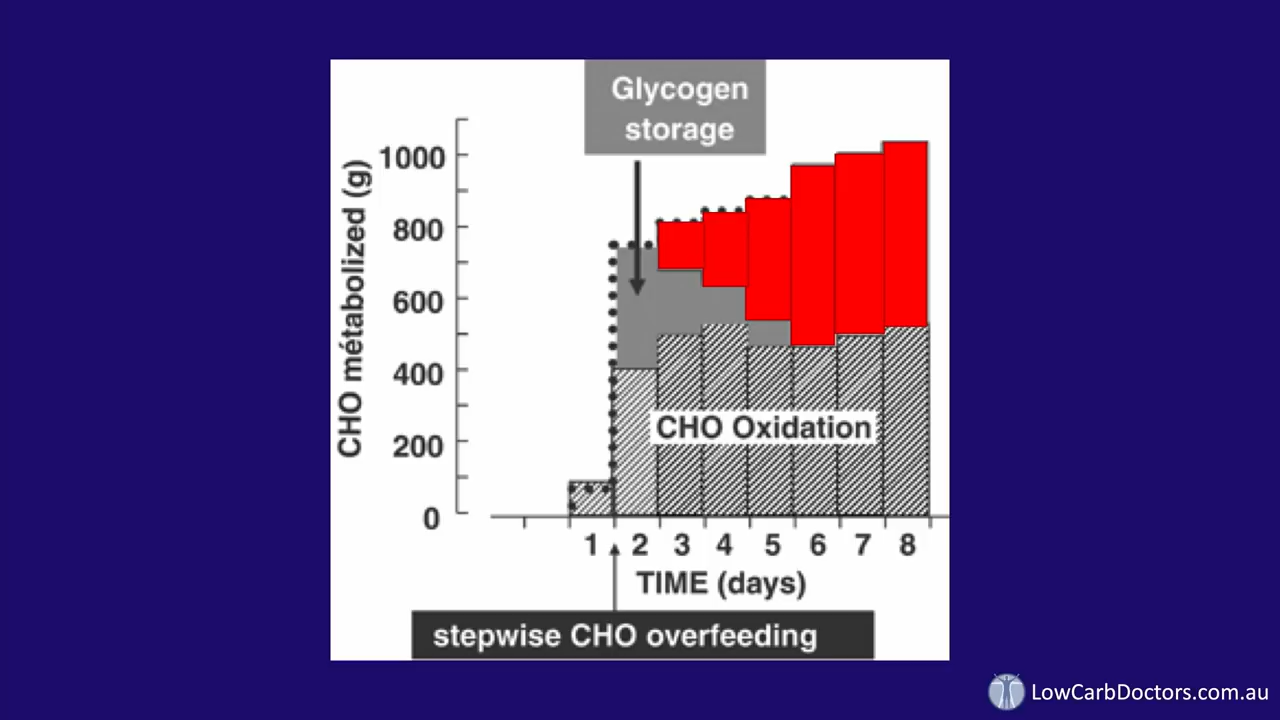 Glycogen
storage
CHO métabolized (g)
1000
800
600
400
200
0
CHO Oxidation
1 2 3 4 5 6 7 8
TIME (days)
stepwise CHO overfeeding
LowCarbDoctors.com.au